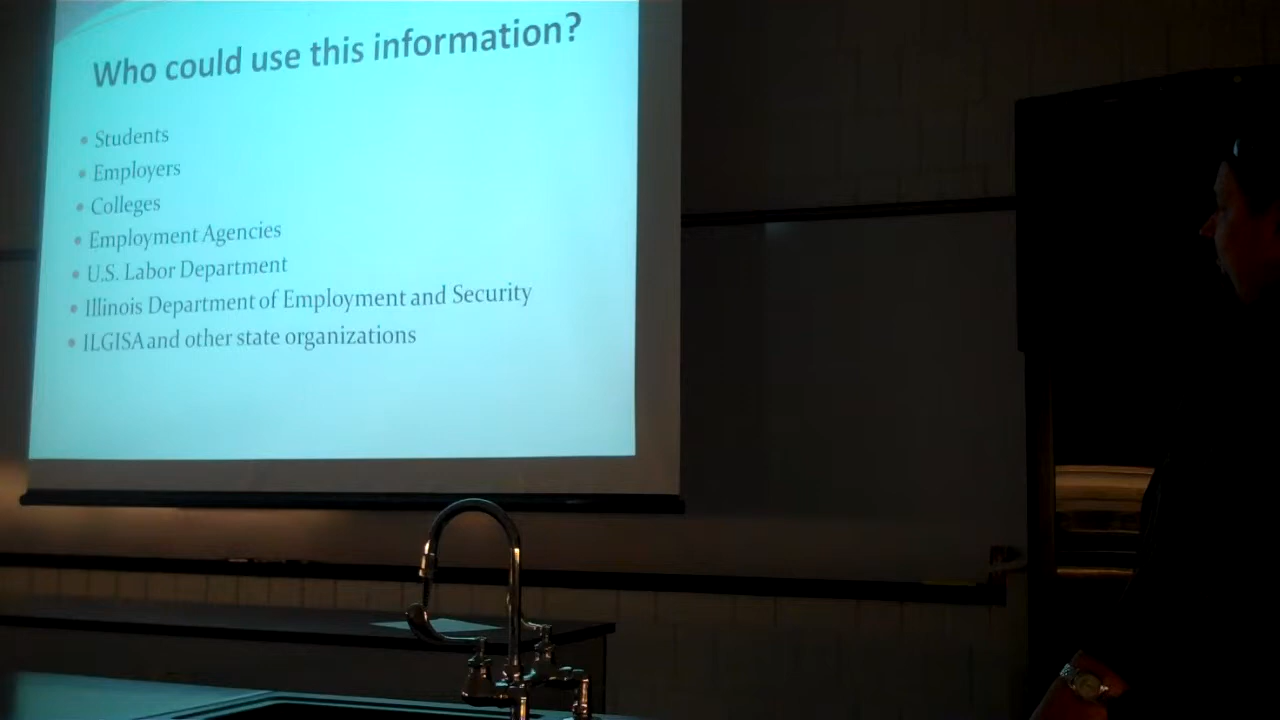 Who could use this information?
• Students
• Employers
• Colleges
• Employment Agencies
• U.S. Labor Department
• Illinois Department of Employment and Security
• ILGISA and other state organizations